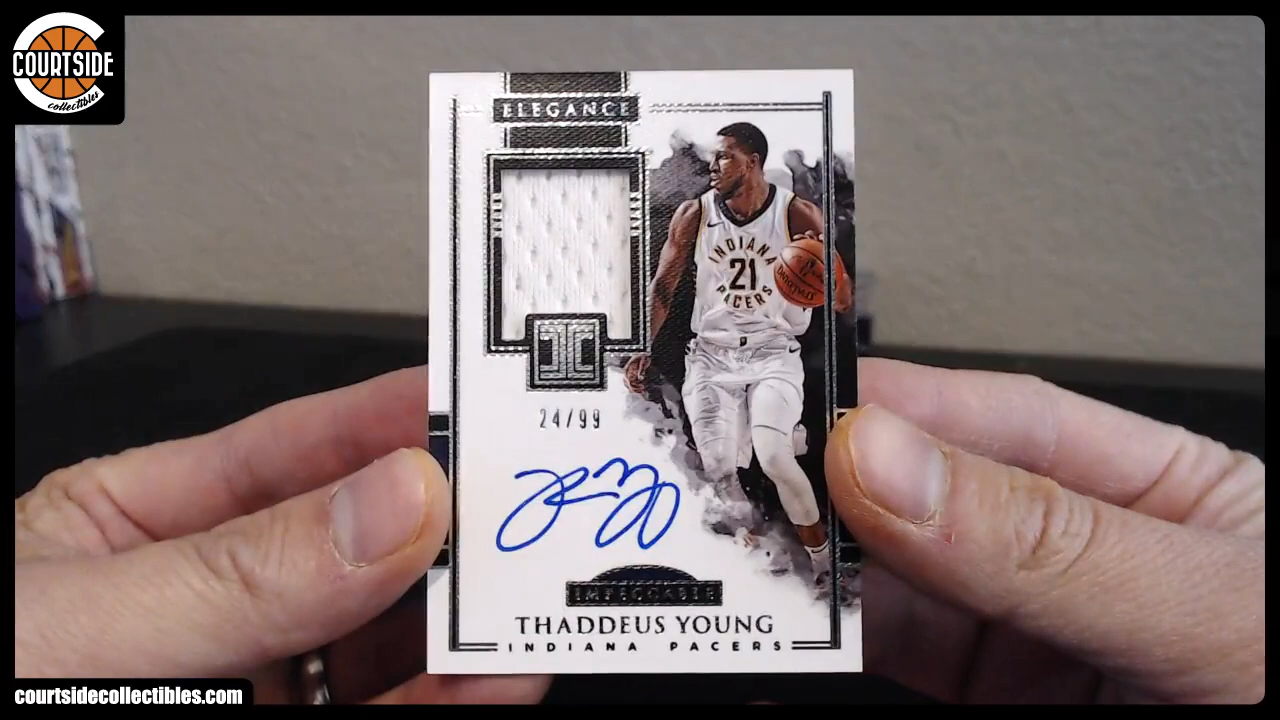 COURTSIDE
collectibles
ELEGANCE
INDIANA
21
PACERS
24/99
IMPECCABLE
THADDEUS YOUNG
INDIANA PACERS
courtsidecollectibles.com